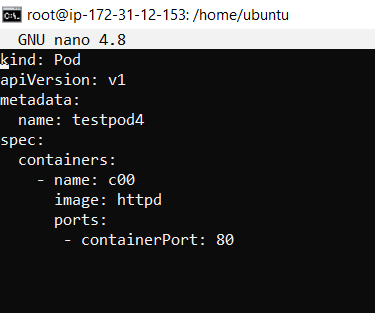 root@ip-172-31-12-153: /home/ubuntu
GNU nano 4.8
kind: Pod
apiVersion: v1
metadata:
  name: testpod4
spec:
  containers:
    - name: c00
      image: httpd
      ports:
       - containerPort: 80